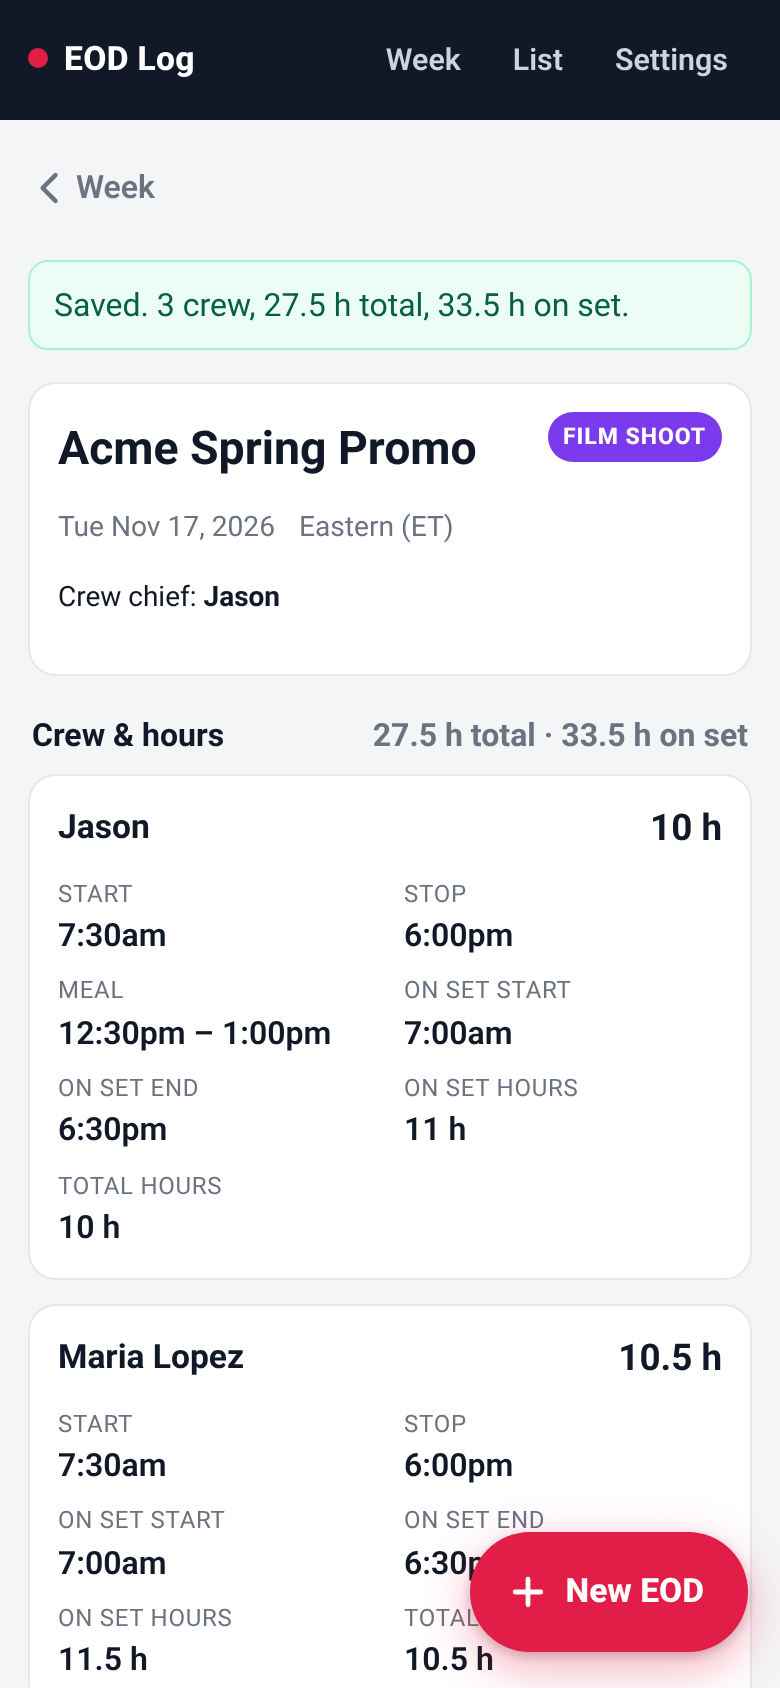 EOD Log Week List Settings
Week
Saved. 3 crew, 27.5 h total, 33.5 h on set.
Acme Spring Promo FILM SHOOT
Tue Nov 17, 2026 Eastern (ET)
Crew chief: Jason
Crew & hours 27.5 h total · 33.5 h on set
Jason 10 h
START STOP
7:30am 6:00pm
MEAL ON SET START
12:30pm – 1:00pm 7:00am
ON SET END ON SET HOURS
6:30pm 11 h
TOTAL HOURS
10 h
Maria Lopez 10.5 h
START STOP
7:30am 6:00pm
ON SET START ON SET END
7:00am 6:30p
New EOD
ON SET HOURS TOTAL
11.5 h 10.5 h